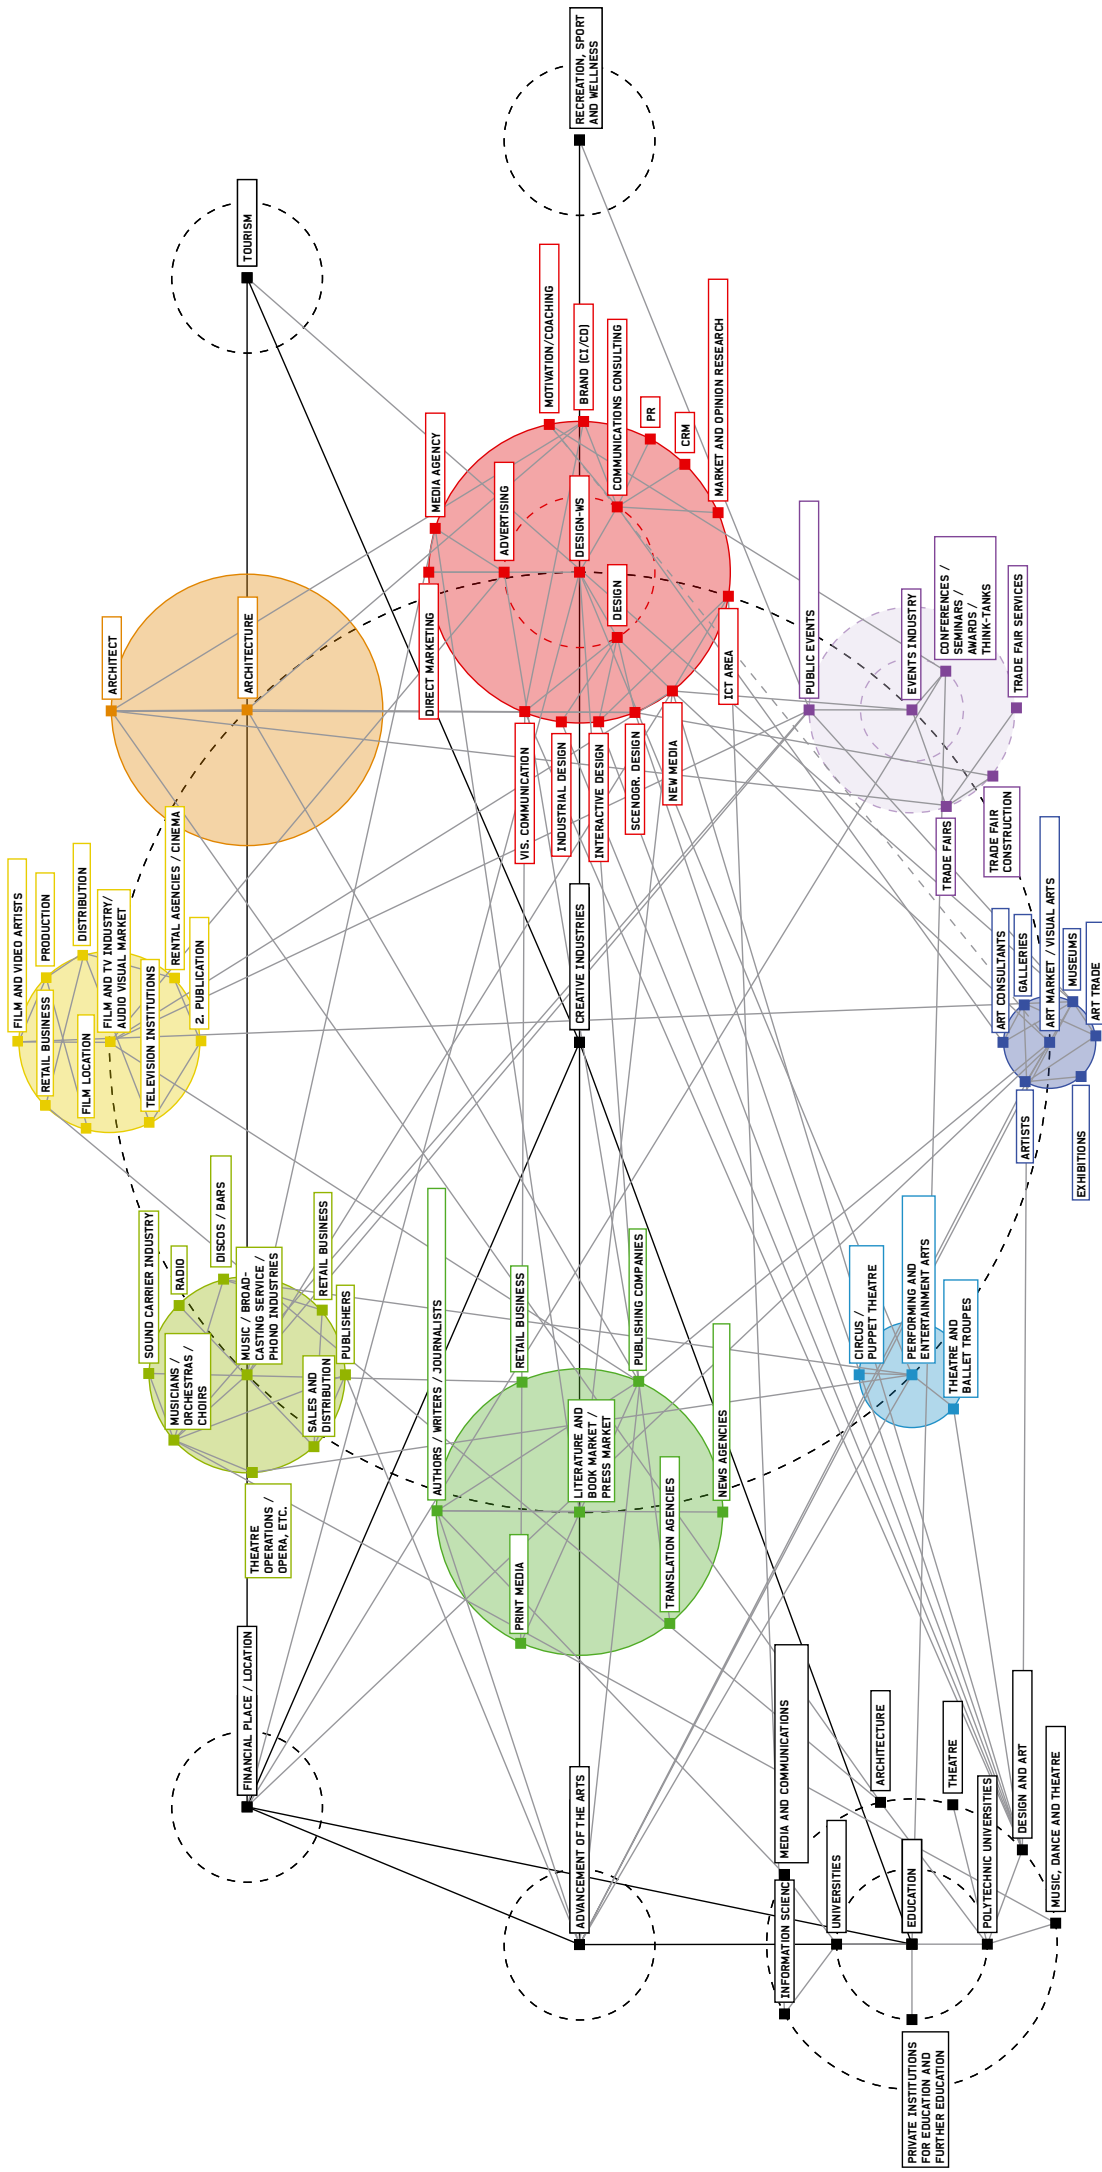 RECREATION, SPORT
AND WELLNESS
TOURISM
MOTIVATION/COACHING
BRAND (CI/CD)
COMMUNICATIONS CONSULTING
PR
CRM
MARKET AND OPINION RESEARCH
MEDIA AGENCY
ADVERTISING
DESIGN-WS
DESIGN
DIRECT MARKETING
ICT AREA
VIS. COMMUNICATION
INDUSTRIAL DESIGN
INTERACTIVE DESIGN
SCENOGR. DESIGN
NEW MEDIA
ARCHITECT
ARCHITECTURE
PUBLIC EVENTS
EVENTS INDUSTRY
CONFERENCES /
SEMINARS /
AWARDS /
THINK-TANKS
TRADE FAIR SERVICES
TRADE FAIRS
TRADE FAIR
CONSTRUCTION
FILM AND VIDEO ARTISTS
PRODUCTION
DISTRIBUTION
RETAIL BUSINESS
FILM LOCATION
FILM AND TV INDUSTRY/
AUDIO VISUAL MARKET
TELEVISION INSTITUTIONS
RENTAL AGENCIES / CINEMA
2. PUBLICATION
CREATIVE INDUSTRIES
ART CONSULTANTS
GALLERIES
ART MARKET / VISUAL ARTS
MUSEUMS
ART TRADE
ARTISTS
EXHIBITIONS
SOUND CARRIER INDUSTRY
RADIO
DISCOS / BARS
MUSIC / BROAD-
CASTING SERVICE /
PHONO INDUSTRIES
RETAIL BUSINESS
PUBLISHERS
MUSICIANS /
ORCHESTRAS /
CHOIRS
SALES AND
DISTRIBUTION
THEATRE
OPERATIONS /
OPERA, ETC.
AUTHORS / WRITERS / JOURNALISTS
RETAIL BUSINESS
PUBLISHING COMPANIES
LITERATURE AND
BOOK MARKET /
PRESS MARKET
NEWS AGENCIES
PRINT MEDIA
TRANSLATION AGENCIES
CIRCUS /
PUPPET THEATRE
PERFORMING AND
ENTERTAINMENT ARTS
THEATRE AND
BALLET TROUPES
FINANCIAL PLACE / LOCATION
ADVANCEMENT OF THE ARTS
MEDIA AND COMMUNICATIONS
INFORMATION SCIENC
UNIVERSITIES
ARCHITECTURE
EDUCATION
THEATRE
POLYTECHNIC UNIVERSITIES
DESIGN AND ART
MUSIC, DANCE AND THEATRE
PRIVATE INSTITUTIONS
FOR EDUCATION AND
FURTHER EDUCATION